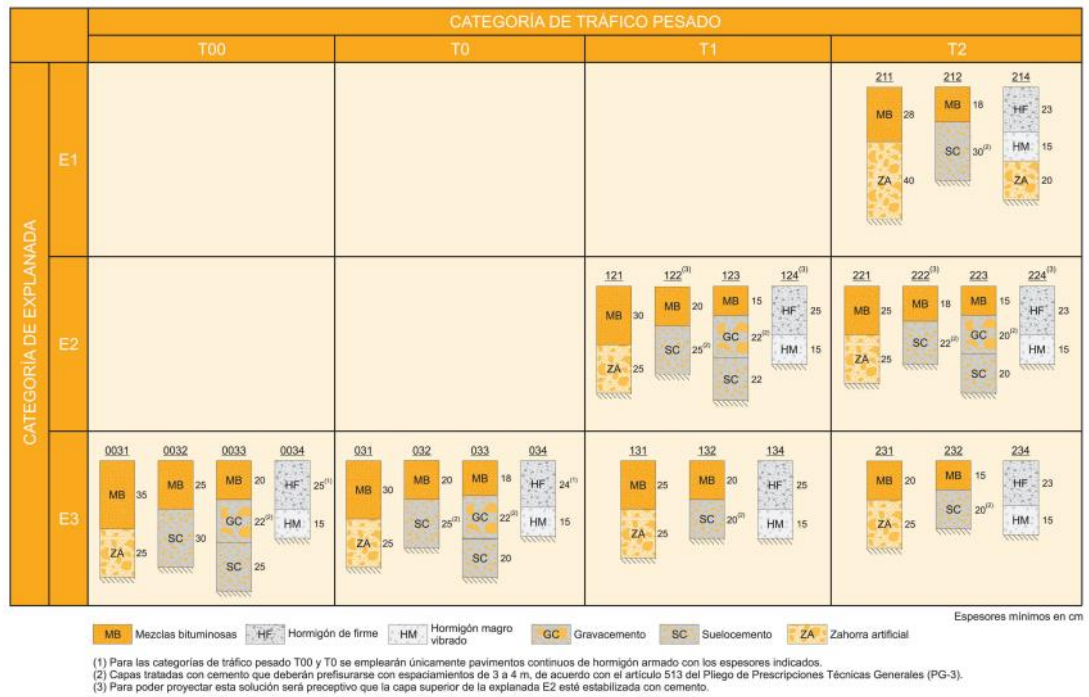 CATEGORÍA DE TRÁFICO PESADO
T00 T0 T1 T2
CATEGORÍA DE EXPLANADA
E1
211 212 214
MB 28 MB 18 HF 23
SC 30(2) HM 15
ZA 40 ZA 20
E2
121 122(3) 123 124(3) 221 222(3) 223 224(3)
MB 30 MB 20 MB 15 HF 25 MB 25 MB 18 MB 15 HF 23
ZA 25 SC 25(2) GC 22(2) HM 15 ZA 25 SC 22(2) GC 20(2) HM 15
SC 22 SC 20
E3
0031 0032 0033 0034 031 032 033 034 131 132 134 231 232 234
MB 35 MB 25 MB 20 HF 25(1) MB 30 MB 20 MB 18 HF 24(1) MB 25 MB 20 HF 25 MB 20 MB 15 HF 23
ZA 25 SC 30 GC 22(2) HM 15 ZA 25 SC 25(2) GC 22(2) HM 15 ZA 25 SC 20(2) HM 15 ZA 25 SC 20(2) HM 15
SC 25 SC 20
Espesores mínimos en cm
MB Mezclas bituminosas HF Hormigón de firme HM Hormigón magro vibrado GC Gravacemento SC Suelocemento ZA Zahorra artificial
(1) Para las categorías de tráfico pesado T00 y T0 se emplearán únicamente pavimentos continuos de hormigón armado con los espesores indicados.
(2) Capas tratadas con cemento que deberán prefisurarse con espaciamientos de 3 a 4 m, de acuerdo con el artículo 513 del Pliego de Prescripciones Técnicas Generales (PG-3).
(3) Para poder proyectar esta solución será preceptivo que la capa superior de la explanada E2 esté estabilizada con cemento.